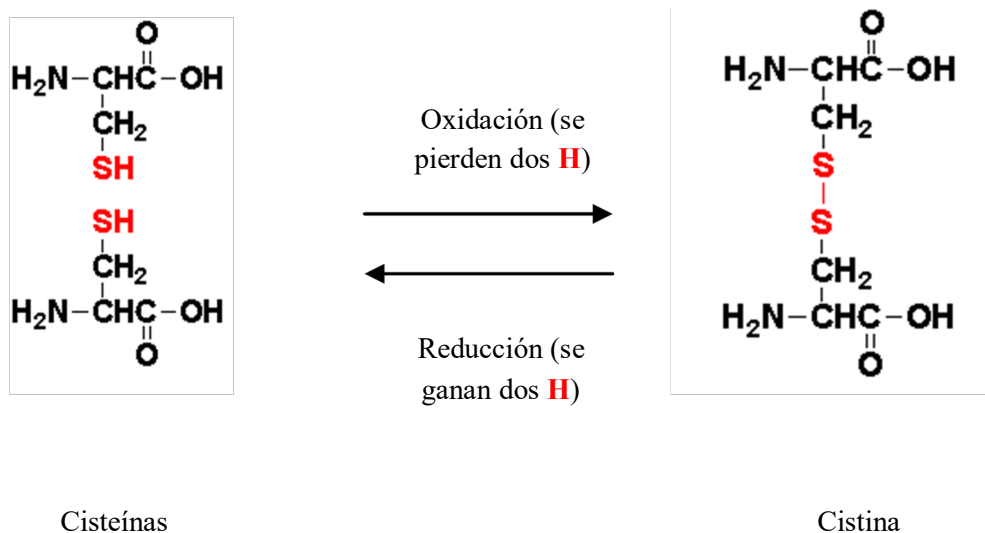 O
H₂N–CHC–OH
CH₂
SH
SH
CH₂
H₂N–CHC–OH
O
Oxidación (se
pierden dos H)
Reducción (se
ganan dos H)
O
H₂N–CHC–OH
CH₂
S
S
CH₂
H₂N–CHC–OH
O
Cisteínas
Cistina